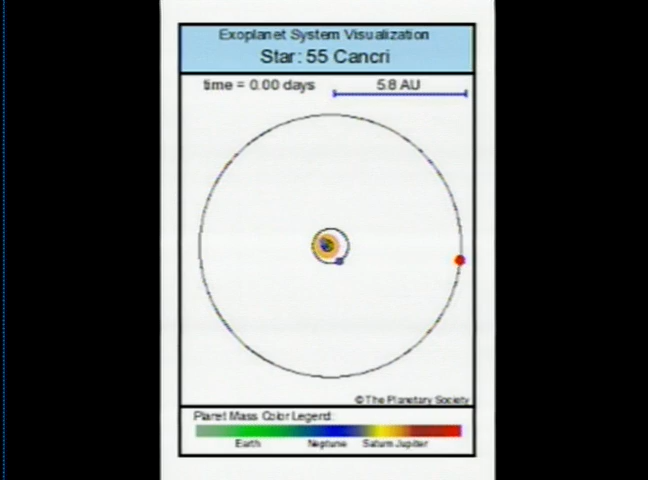 Exoplanet System Visualization
Star: 55 Cancri
time = 0.00 days
5.8 AU
© The Planetary Society
Planet Mass Color Legend:
Earth Neptune Saturn Jupiter